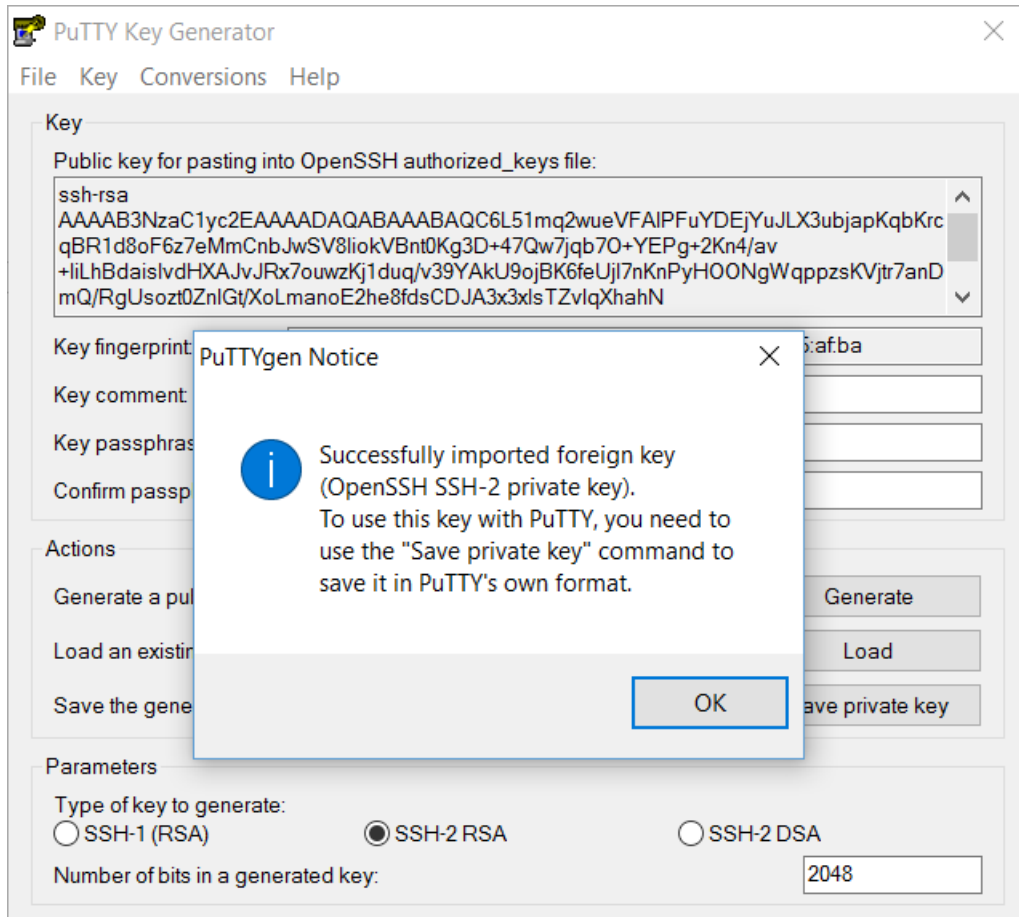 PuTTY Key Generator
File Key Conversions Help
Key
Public key for pasting into OpenSSH authorized_keys file:
ssh-rsa
AAAAB3NzaC1yc2EAAAADAQABAAABAQC6L51mq2wueVFAlPFuYDEjYuJLX3ubjapKqbKrc
qBR1d8oF6z7eMmCnbJwSV8liokVBnt0Kg3D+47Qw7jqb7O+YEPg+2Kn4/av
+IiLhBdaislvdHXAJvJRx7ouwzKj1duq/v39YAkU9ojBK6feUjl7nKnPyHOONgWqppzsKVjtr7anD
mQ/RgUsozt0ZnlGt/XoLmanoE2he8fdsCDJA3x3xlsTZvlqXhahN
Key fingerprint:
:af:ba
Key comment:
Key passphras
Confirm passp
PuTTYgen Notice
Successfully imported foreign key
(OpenSSH SSH-2 private key).
To use this key with PuTTY, you need to
use the "Save private key" command to
save it in PuTTY's own format.
OK
Actions
Generate a pu
Generate
Load an existin
Load
Save the gene
ave private key
Parameters
Type of key to generate:
SSH-1 (RSA) SSH-2 RSA SSH-2 DSA
Number of bits in a generated key: 2048